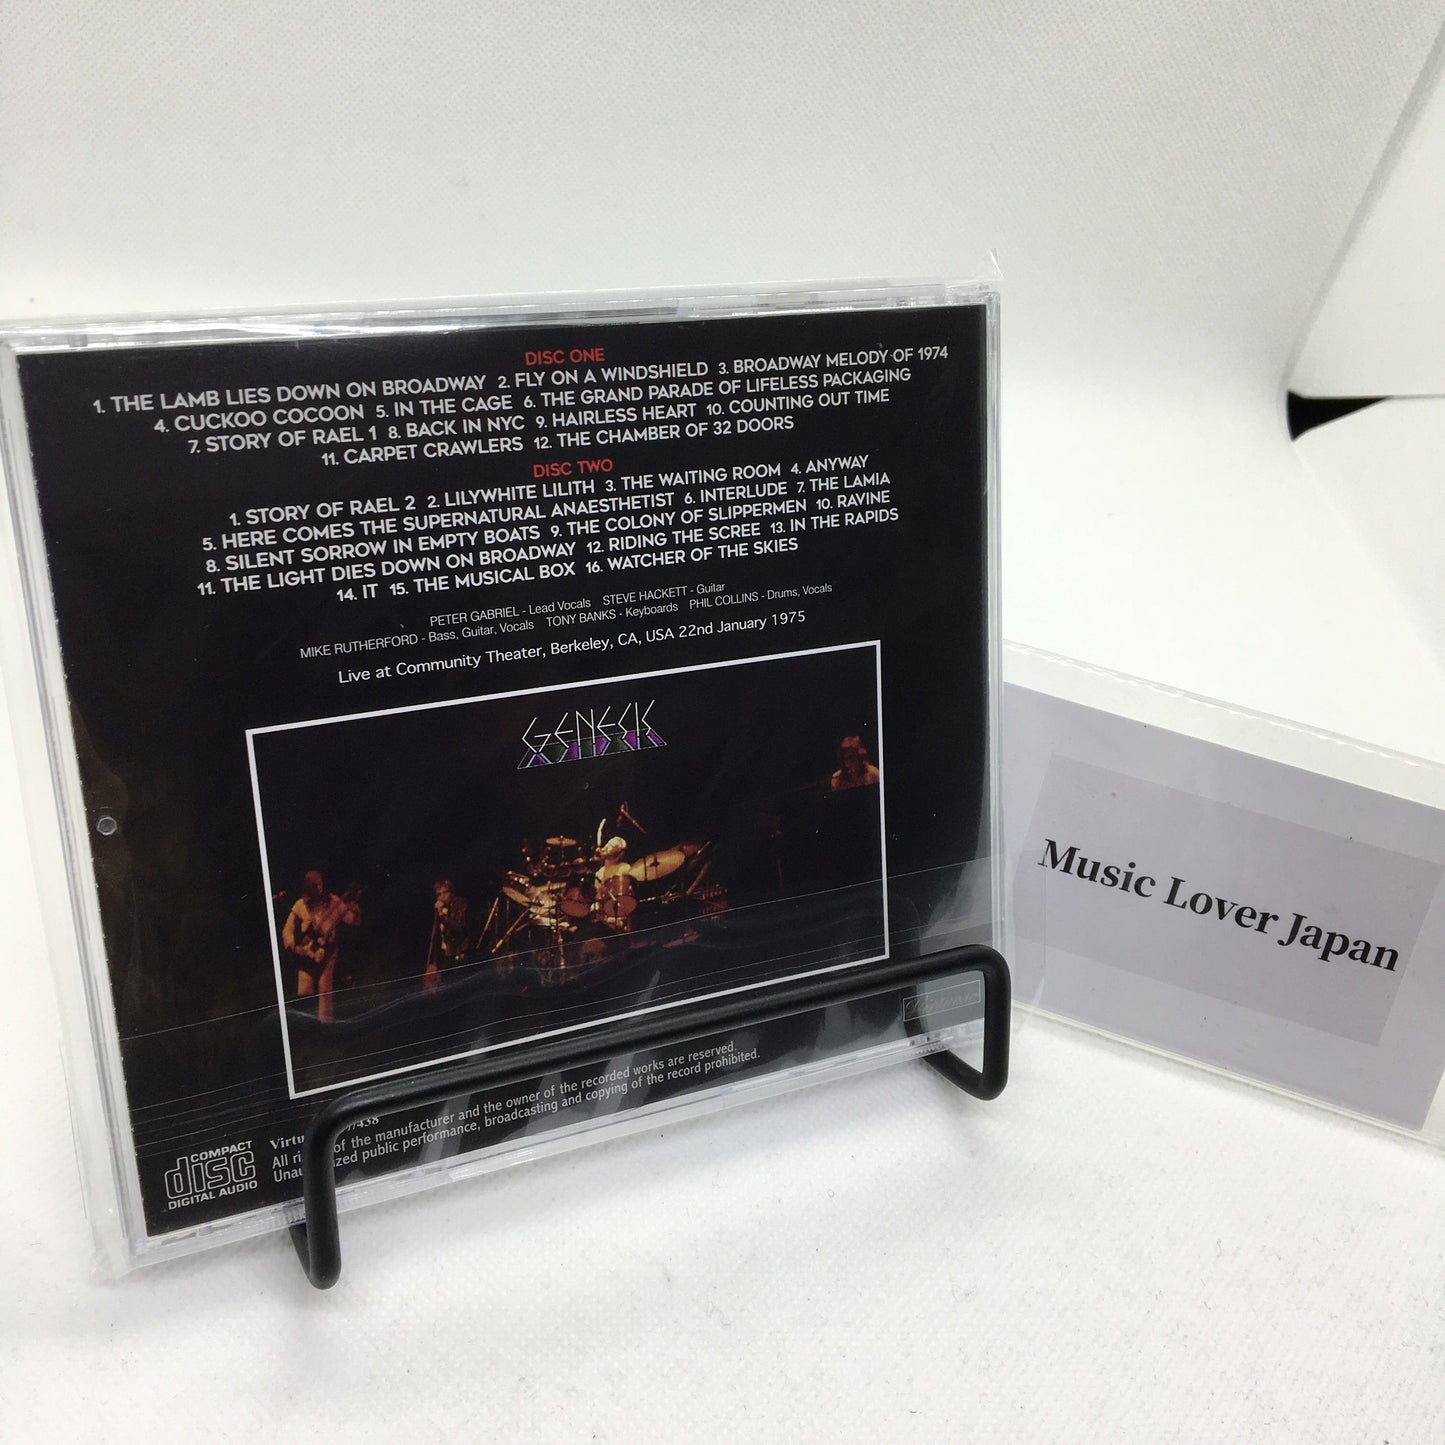 DISC ONE
1. THE LAMB LIES DOWN ON BROADWAY 2. FLY ON A WINDSHIELD 3. BROADWAY MELODY OF 1974
4. CUCKOO COCOON 5. IN THE CAGE 6. THE GRAND PARADE OF LIFELESS PACKAGING
7. STORY OF RAEL 1 8. BACK IN NYC 9. HAIRLESS HEART 10. COUNTING OUT TIME
11. CARPET CRAWLERS 12. THE CHAMBER OF 32 DOORS
DISC TWO
1. STORY OF RAEL 2 2. LILYWHITE LILITH 3. THE WAITING ROOM 4. ANYWAY
5. HERE COMES THE SUPERNATURAL ANAESTHETIST 6. INTERLUDE 7. THE LAMIA
8. SILENT SORROW IN EMPTY BOATS 9. THE COLONY OF SLIPPERMEN 10. RAVINE
11. THE LIGHT DIES DOWN ON BROADWAY 12. RIDING THE SCREE 13. IN THE RAPIDS
14. IT 15. THE MUSICAL BOX 16. WATCHER OF THE SKIES
PETER GABRIEL - Lead Vocals STEVE HACKETT - Guitar
MIKE RUTHERFORD - Bass, Guitar, Vocals TONY BANKS - Keyboards PHIL COLLINS - Drums, Vocals
Live at Community Theater, Berkeley, CA, USA 22nd January 1975
GENESIS
COMPACT
disc
DIGITAL AUDIO
of the manufacturer and the owner of the recorded works are reserved.
public performance, broadcasting and copying of the record prohibited.
Music Lover Japan